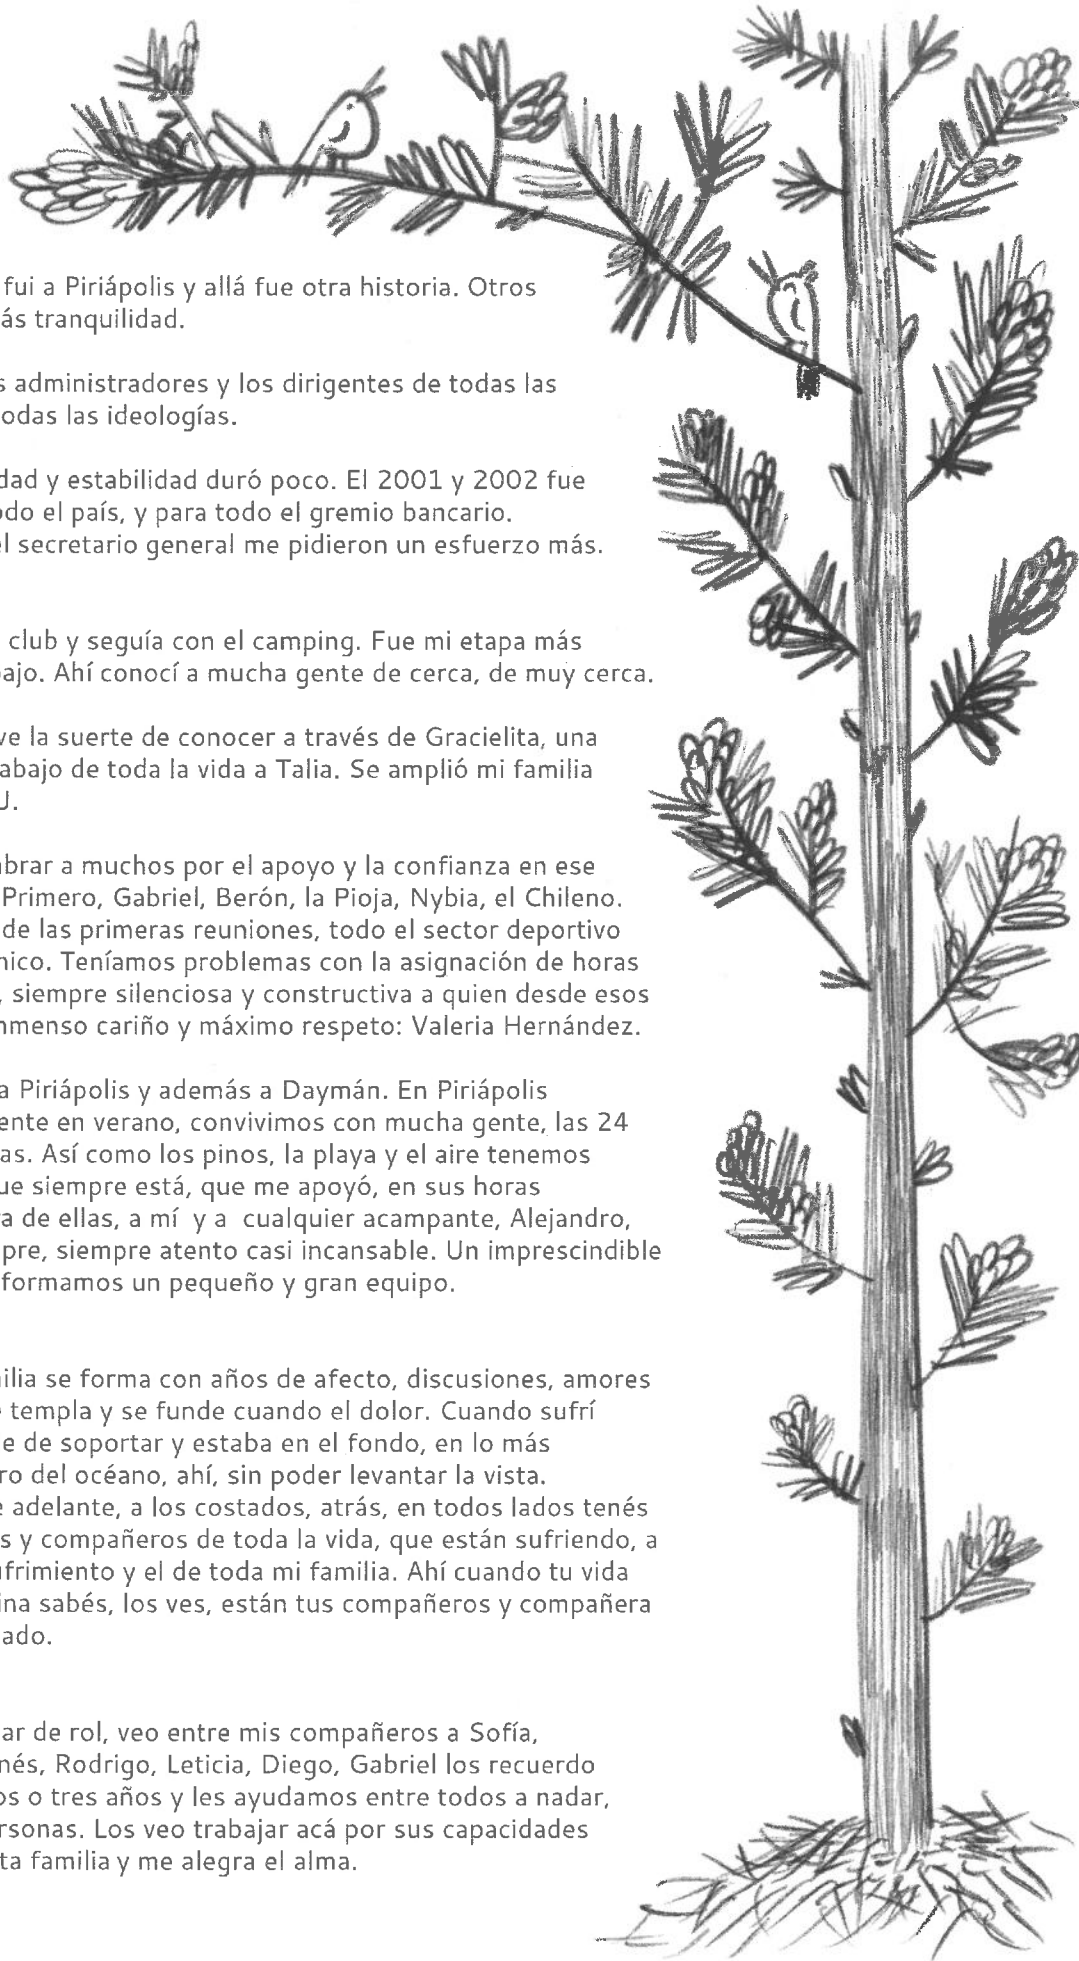 fui a Piriápolis y allá fue otra historia. Otros
ás tranquilidad.
s administradores y los dirigentes de todas las
odas las ideologías.
dad y estabilidad duró poco. El 2001 y 2002 fue
odo el país, y para todo el gremio bancario.
el secretario general me pidieron un esfuerzo más.
club y seguía con el camping. Fue mi etapa más
ajo. Ahí conocí a mucha gente de cerca, de muy cerca.
ve la suerte de conocer a través de Gracielita, una
abajo de toda la vida a Talia. Se amplió mi familia
U.
brar a muchos por el apoyo y la confianza en ese
Primero, Gabriel, Berón, la Pioja, Nybia, el Chileno.
de las primeras reuniones, todo el sector deportivo
nico. Teníamos problemas con la asignación de horas
, siempre silenciosa y constructiva a quien desde esos
nmenso cariño y máximo respeto: Valeria Hernández.
a Piriápolis y además a Daymán. En Piriápolis
ente en verano, convivimos con mucha gente, las 24
as. Así como los pinos, la playa y el aire tenemos
ue siempre está, que me apoyó, en sus horas
a de ellas, a mí y a cualquier acampante, Alejandro,
pre, siempre atento casi incansable. Un imprescindible
formamos un pequeño y gran equipo.
ilia se forma con años de afecto, discusiones, amores
templa y se funde cuando el dolor. Cuando sufrí
e de soportar y estaba en el fondo, en lo más
ro del océano, ahí, sin poder levantar la vista.
e adelante, a los costados, atrás, en todos lados tenés
s y compañeros de toda la vida, que están sufriendo, a
ufrimiento y el de toda mi familia. Ahí cuando tu vida
ina sabés, los ves, están tus compañeros y compañera
ado.
ar de rol, veo entre mis compañeros a Sofía,
nés, Rodrigo, Leticia, Diego, Gabriel los recuerdo
os o tres años y les ayudamos entre todos a nadar,
ersonas. Los veo trabajar acá por sus capacidades
ta familia y me alegra el alma.